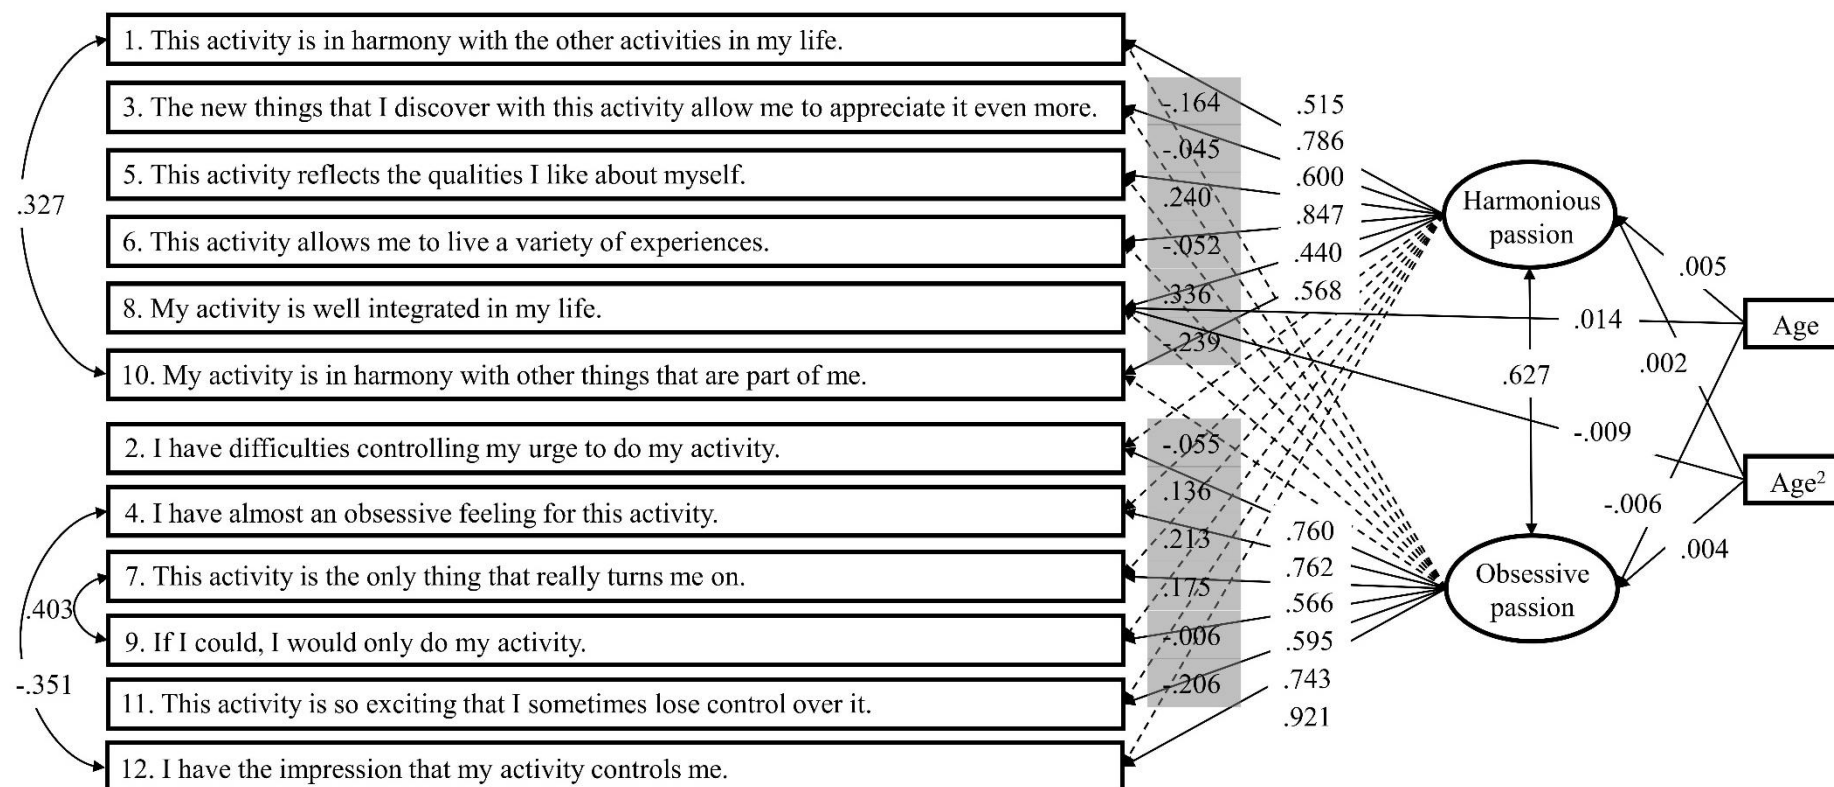 1. This activity is in harmony with the other activities in my life.
3. The new things that I discover with this activity allow me to appreciate it even more.
5. This activity reflects the qualities I like about myself.
6. This activity allows me to live a variety of experiences.
8. My activity is well integrated in my life.
10. My activity is in harmony with other things that are part of me.
2. I have difficulties controlling my urge to do my activity.
4. I have almost an obsessive feeling for this activity.
7. This activity is the only thing that really turns me on.
9. If I could, I would only do my activity.
11. This activity is so exciting that I sometimes lose control over it.
12. I have the impression that my activity controls me.
.327
.403
-.351
-.164
-.045
.240
-.052
.336
-.239
-.055
.136
.213
.175
-.006
-.206
.515
.786
.600
.847
.440
.568
.760
.762
.566
.595
.743
.921
Harmonious
passion
.627
Obsessive
passion
.005
.014
.002
-.009
-.006
.004
Age
Age²